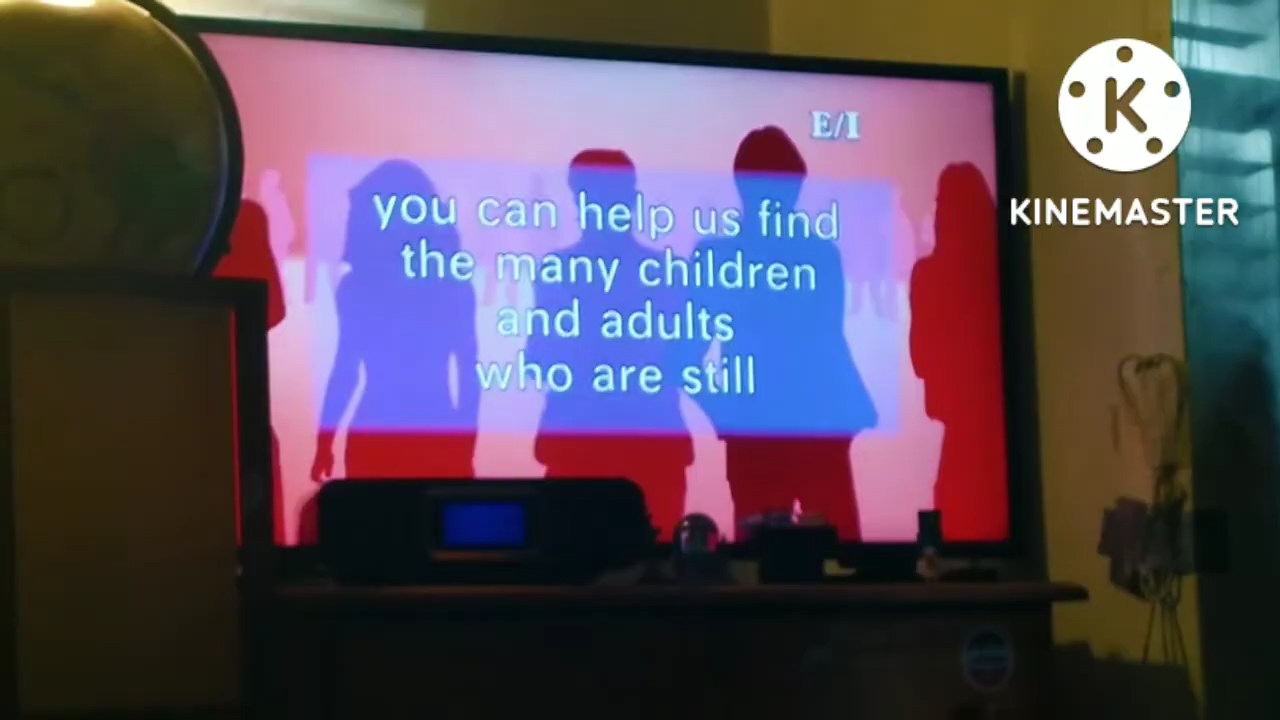 E/I
you can help us find
the many children
and adults
who are still
K
KINEMASTER